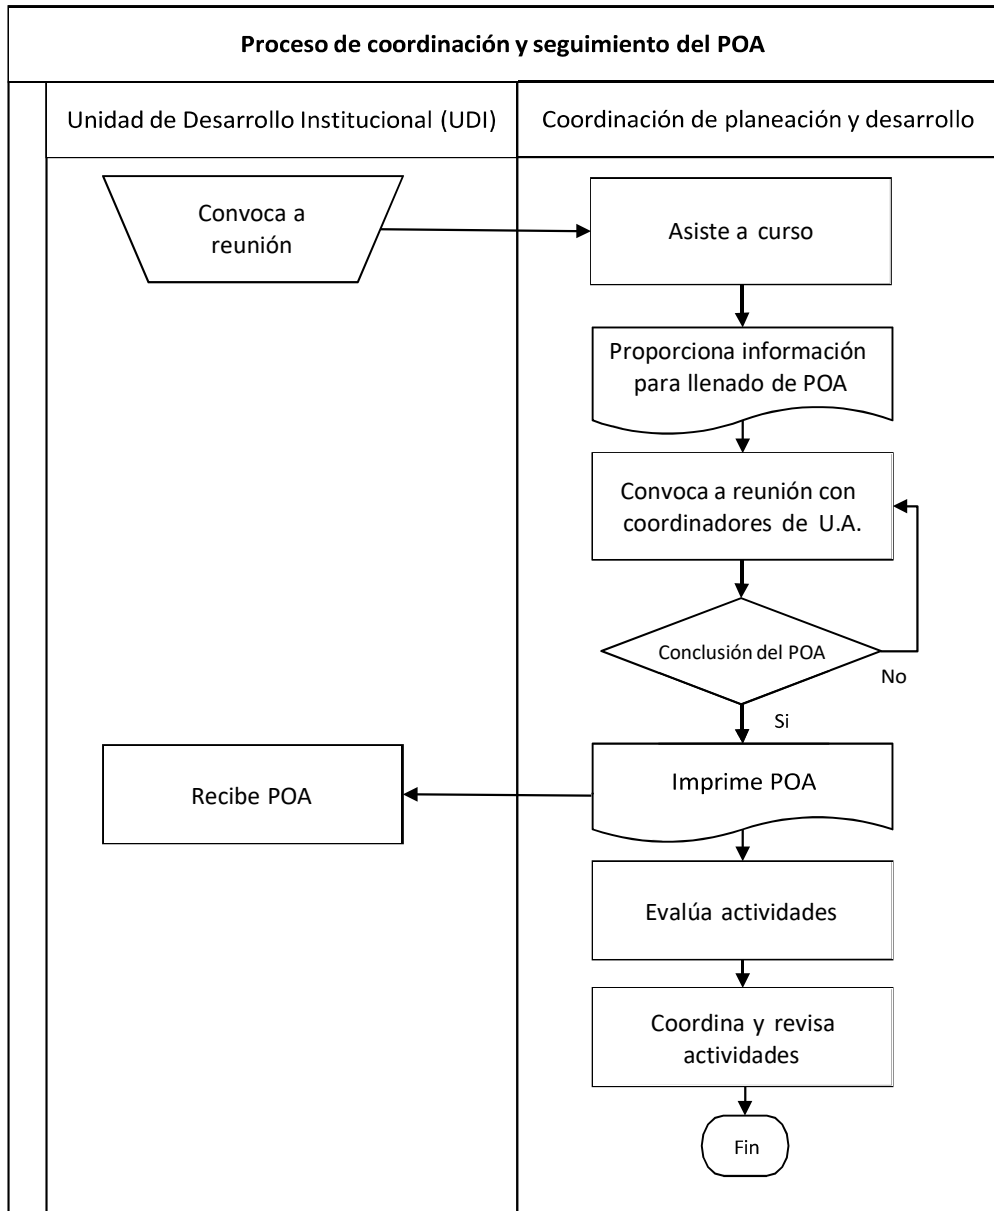 Proceso de coordinación y seguimiento del POA
Unidad de Desarrollo Institucional (UDI)
Coordinación de planeación y desarrollo
Convoca a
reunión
Asiste a curso
Proporciona información
para llenado de POA
Convoca a reunión con
coordinadores de U.A.
Conclusión del POA
No
Si
Recibe POA
Imprime POA
Evalúa actividades
Coordina y revisa
actividades
Fin